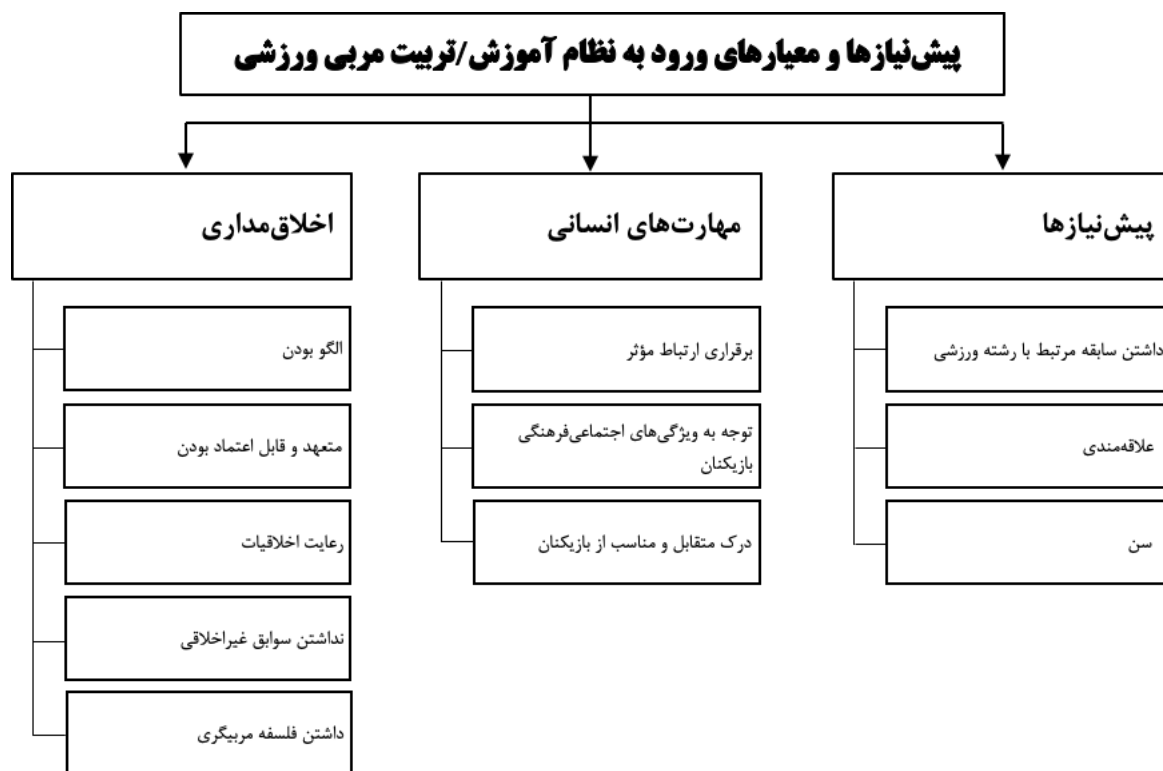 پیش‌نیازها و معیارهای ورود به نظام آموزش/تربیت مربی ورزشی
پیش‌نیازها
داشتن سابقه مرتبط با رشته ورزشی
علاقه‌مندی
سن
مهارت‌های انسانی
برقراری ارتباط مؤثر
توجه به ویژگی‌های اجتماعی‌فرهنگی
بازیکنان
درک متقابل و مناسب از بازیکنان
اخلاق‌مداری
الگو بودن
متعهد و قابل اعتماد بودن
رعایت اخلاقیات
نداشتن سوابق غیراخلاقی
داشتن فلسفه مربیگری